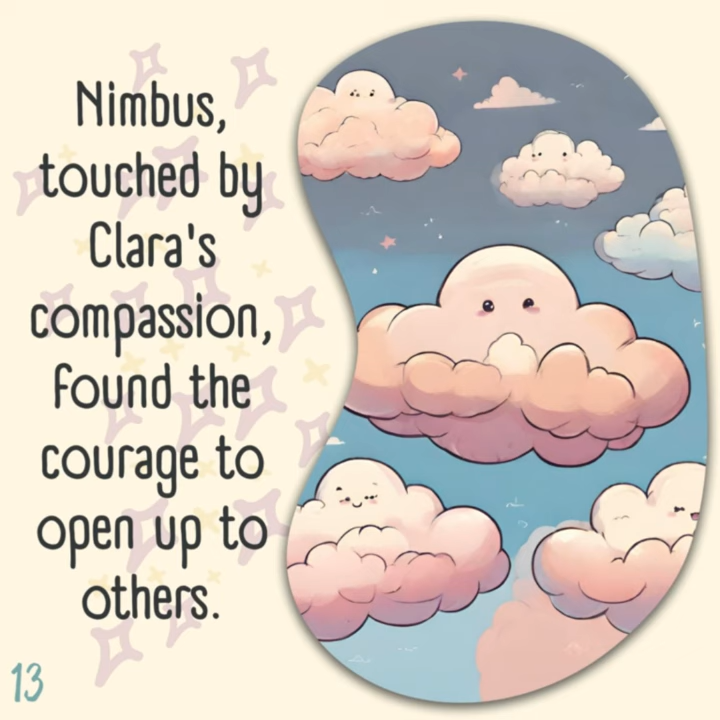 Nimbus,
touched by
Clara's
compassion,
found the
courage to
open up to
others.
13